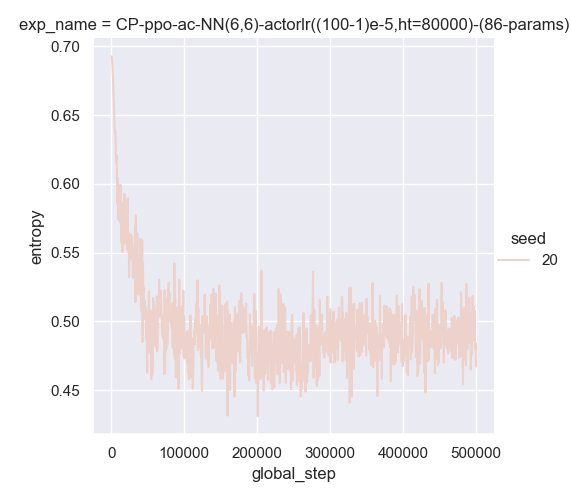 exp_name = CP-ppo-ac-NN(6,6)-actorlr((100-1)e-5,ht=80000)-(86-params)
0.70
0.65
0.60
0.55
0.50
0.45
entropy
0 100000 200000 300000 400000 500000
global_step
seed
20